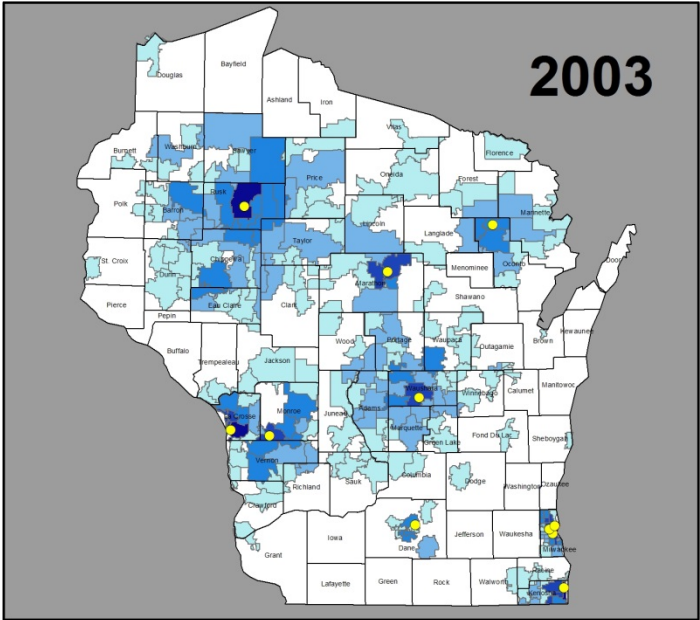 2003
Bayfield
Douglas
Ashland
Iron
Vilas
Florence
Burnett
Washburn
Sawyer
Oneida
Forest
Price
Marinette
Polk
Barron
Rusk
Lincoln
Langlade
Taylor
Oconto
Door
St. Croix
Dunn
Chippewa
Menominee
Marathon
Shawano
Pierce
Eau Claire
Clark
Pepin
Kewaunee
Buffalo
Wood
Portage
Waupaca
Outagamie
Brown
Trempealeau
Jackson
Waushara
Winnebago
Calumet
Manitowoc
Monroe
Juneau
Adams
Marquette
Green Lake
Fond Du Lac
Sheboygan
Vernon
Richland
Sauk
Columbia
Dodge
Washington
Ozaukee
Crawford
Iowa
Dane
Jefferson
Waukesha
Milwaukee
Grant
Lafayette
Green
Rock
Walworth
Racine
Kenosha